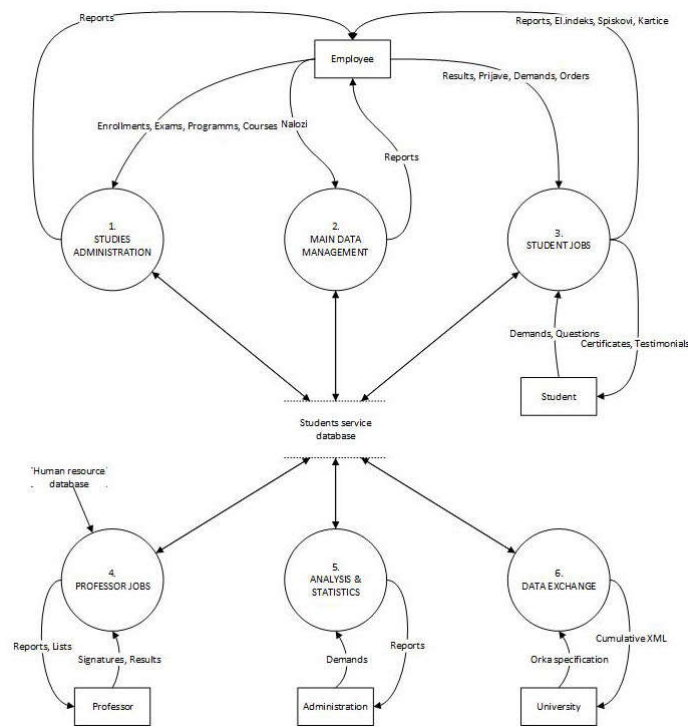 Reports
Reports, El.indeks, Spiskovi, Kartice
Employee
Results, Prijave, Demands, Orders
Enrollments, Exams, Programms, Courses
Nalozi
Reports
1.
STUDIES
ADMINISTRATION
2.
MAIN DATA
MANAGEMENT
3.
STUDENT JOBS
Demands, Questions
Certificates, Testimonials
Student
Students service
database
Human resource
database
4.
PROFESSOR JOBS
5.
ANALYSIS &
STATISTICS
6.
DATA EXCHANGE
Reports, Lists
Signatures, Results
Demands
Reports
Cumulative XML
Orka specification
Professor
Administration
University